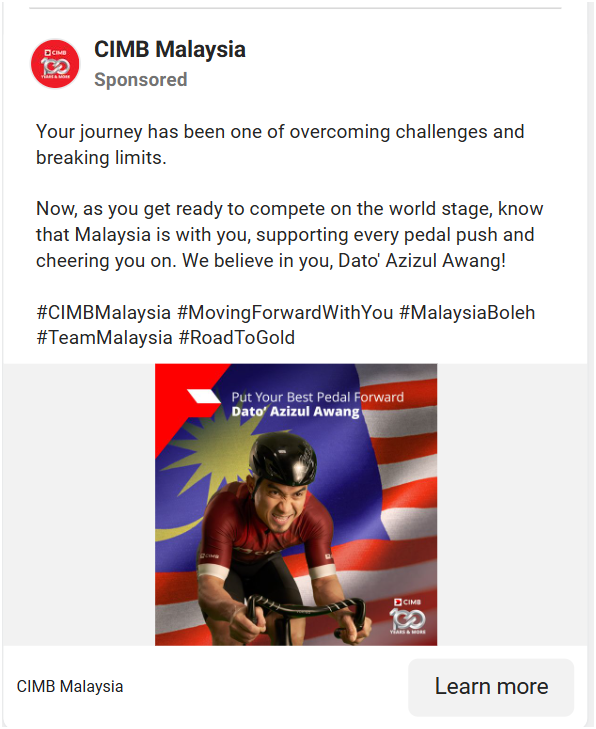 CIMB
100
YEARS & MORE
CIMB Malaysia
Sponsored
Your journey has been one of overcoming challenges and
breaking limits.
Now, as you get ready to compete on the world stage, know
that Malaysia is with you, supporting every pedal push and
cheering you on. We believe in you, Dato' Azizul Awang!
#CIMBMalaysia #MovingForwardWithYou #MalaysiaBoleh
#TeamMalaysia #RoadToGold
Put Your Best Pedal Forward
Dato' Azizul Awang
CIMB
CIMB
CIMB
100
YEARS & MORE
CIMB Malaysia
Learn more